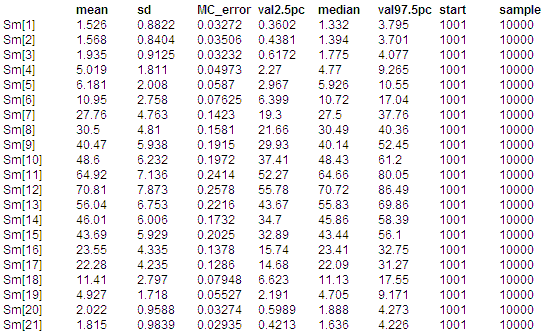 mean sd MC_error val2.5pc median val97.5pc start sample
Sm[1] 1.526 0.8822 0.03272 0.3602 1.332 3.795 1001 10000
Sm[2] 1.568 0.8404 0.03506 0.4381 1.394 3.701 1001 10000
Sm[3] 1.935 0.9125 0.03232 0.6172 1.775 4.077 1001 10000
Sm[4] 5.019 1.811 0.04973 2.27 4.77 9.265 1001 10000
Sm[5] 6.181 2.008 0.0587 2.967 5.926 10.55 1001 10000
Sm[6] 10.95 2.758 0.07625 6.399 10.72 17.04 1001 10000
Sm[7] 27.76 4.763 0.1423 19.3 27.5 37.76 1001 10000
Sm[8] 30.5 4.81 0.1581 21.66 30.49 40.36 1001 10000
Sm[9] 40.47 5.938 0.1915 29.93 40.14 52.45 1001 10000
Sm[10] 48.6 6.232 0.1972 37.41 48.43 61.2 1001 10000
Sm[11] 64.92 7.136 0.2414 52.27 64.66 80.05 1001 10000
Sm[12] 70.81 7.873 0.2578 55.78 70.72 86.49 1001 10000
Sm[13] 56.04 6.753 0.2216 43.67 55.83 69.86 1001 10000
Sm[14] 46.01 6.006 0.1732 34.7 45.86 58.39 1001 10000
Sm[15] 43.69 5.929 0.2025 32.89 43.44 56.1 1001 10000
Sm[16] 23.55 4.335 0.1378 15.74 23.41 32.75 1001 10000
Sm[17] 22.28 4.235 0.1286 14.68 22.09 31.27 1001 10000
Sm[18] 11.41 2.797 0.07948 6.623 11.13 17.55 1001 10000
Sm[19] 4.927 1.718 0.05527 2.191 4.705 9.171 1001 10000
Sm[20] 2.022 0.9588 0.03274 0.5989 1.888 4.273 1001 10000
Sm[21] 1.815 0.9839 0.02935 0.4213 1.636 4.226 1001 10000